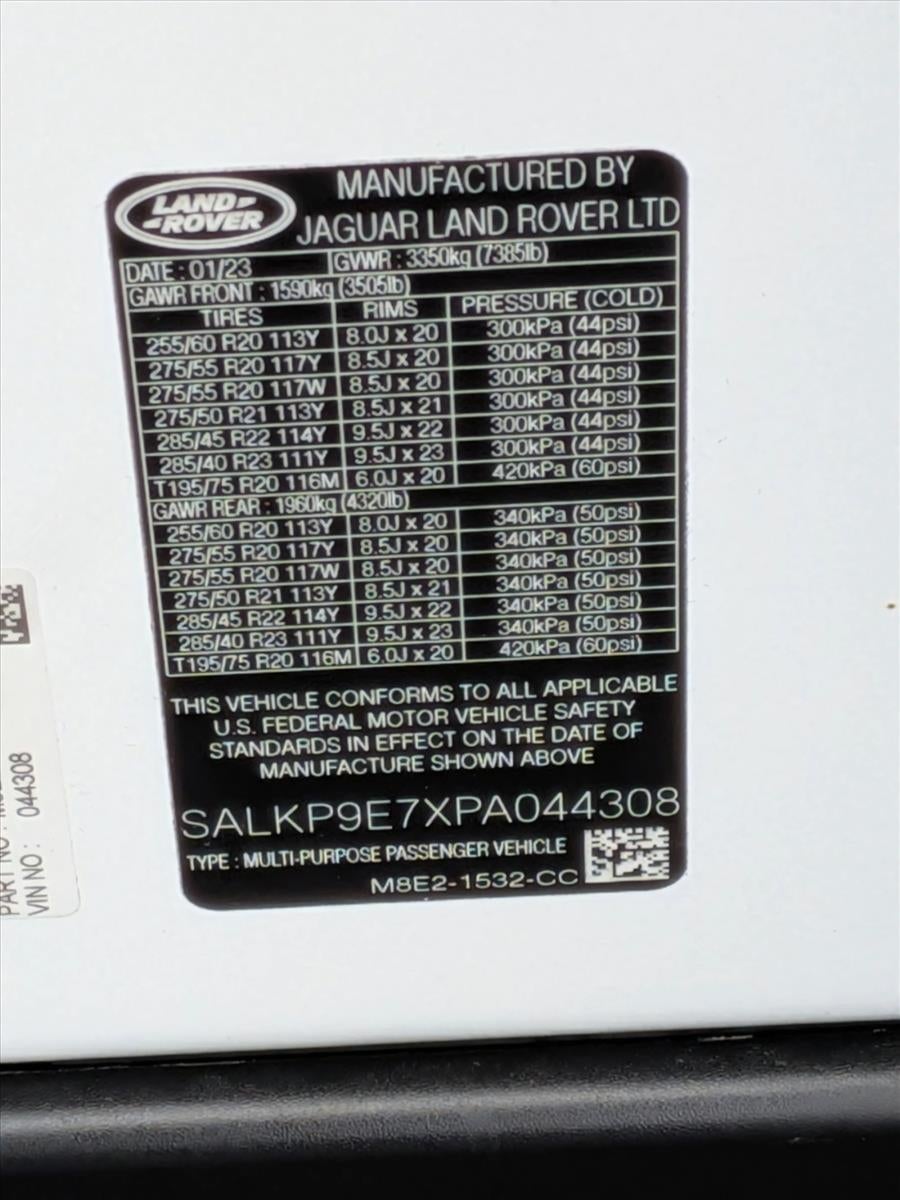 LAND-
-ROVER
MANUFACTURED BY
JAGUAR LAND ROVER LTD
DATE : 01/23 GVWR : 3350kg (7385lb)
GAWR FRONT : 1590kg (3505lb)
TIRES RIMS PRESSURE (COLD)
255/60 R20 113Y 8.0J x 20 300kPa (44psi)
275/55 R20 117Y 8.5J x 20 300kPa (44psi)
275/55 R20 117W 8.5J x 20 300kPa (44psi)
275/50 R21 113Y 8.5J x 21 300kPa (44psi)
285/45 R22 114Y 9.5J x 22 300kPa (44psi)
285/40 R23 111Y 9.5J x 23 300kPa (44psi)
T195/75 R20 116M 6.0J x 20 420kPa (60psi)
GAWR REAR : 1960kg (4320lb)
255/60 R20 113Y 8.0J x 20 340kPa (50psi)
275/55 R20 117Y 8.5J x 20 340kPa (50psi)
275/55 R20 117W 8.5J x 20 340kPa (50psi)
275/50 R21 113Y 8.5J x 21 340kPa (50psi)
285/45 R22 114Y 9.5J x 22 340kPa (50psi)
285/40 R23 111Y 9.5J x 23 340kPa (50psi)
T195/75 R20 116M 6.0J x 20 420kPa (60psi)
THIS VEHICLE CONFORMS TO ALL APPLICABLE
U.S. FEDERAL MOTOR VEHICLE SAFETY
STANDARDS IN EFFECT ON THE DATE OF
MANUFACTURE SHOWN ABOVE
SALKP9E7XPA044308
TYPE : MULTI-PURPOSE PASSENGER VEHICLE
M8E2-1532-CC
PART NO :
VIN NO : 044308